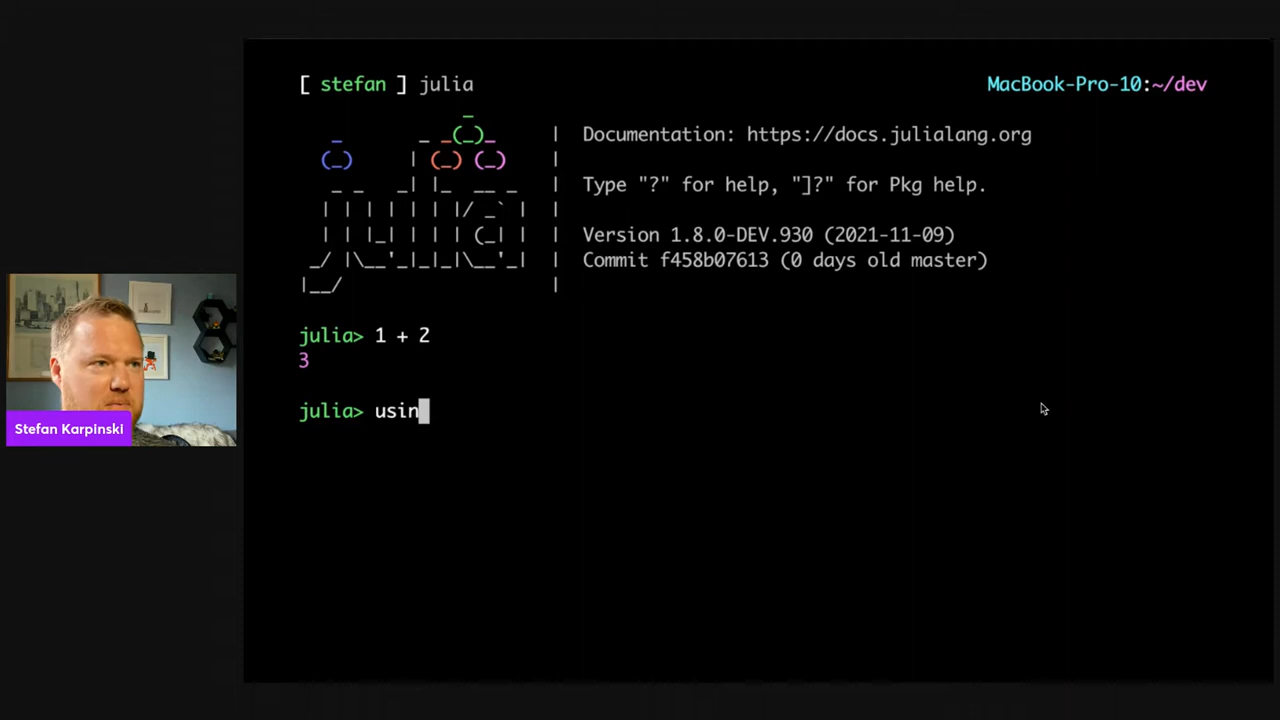 [ stefan ] julia MacBook-Pro-10:~/dev
Documentation: https://docs.julialang.org
Type "?" for help, "]?" for Pkg help.
Version 1.8.0-DEV.930 (2021-11-09)
Commit f458b07613 (0 days old master)
julia> 1 + 2
3
julia> usin
Stefan Karpinski